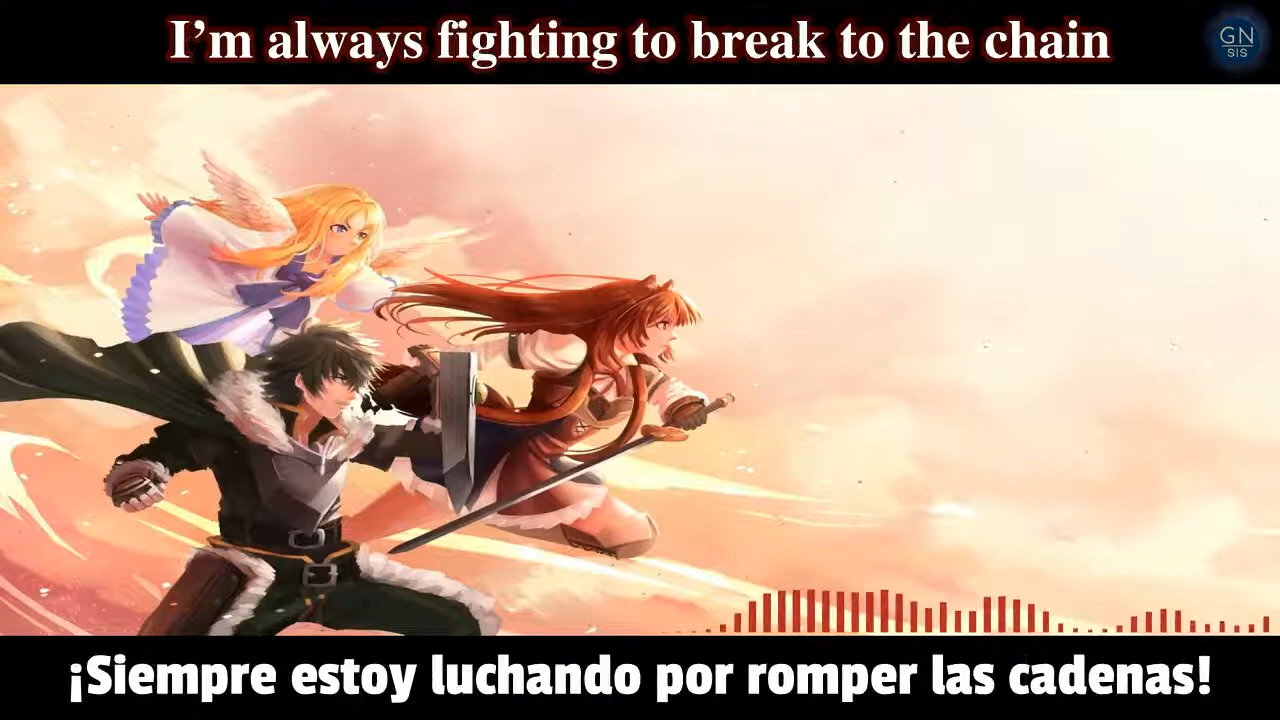 I’m always fighting to break to the chain
GN
SIS
¡Siempre estoy luchando por romper las cadenas!